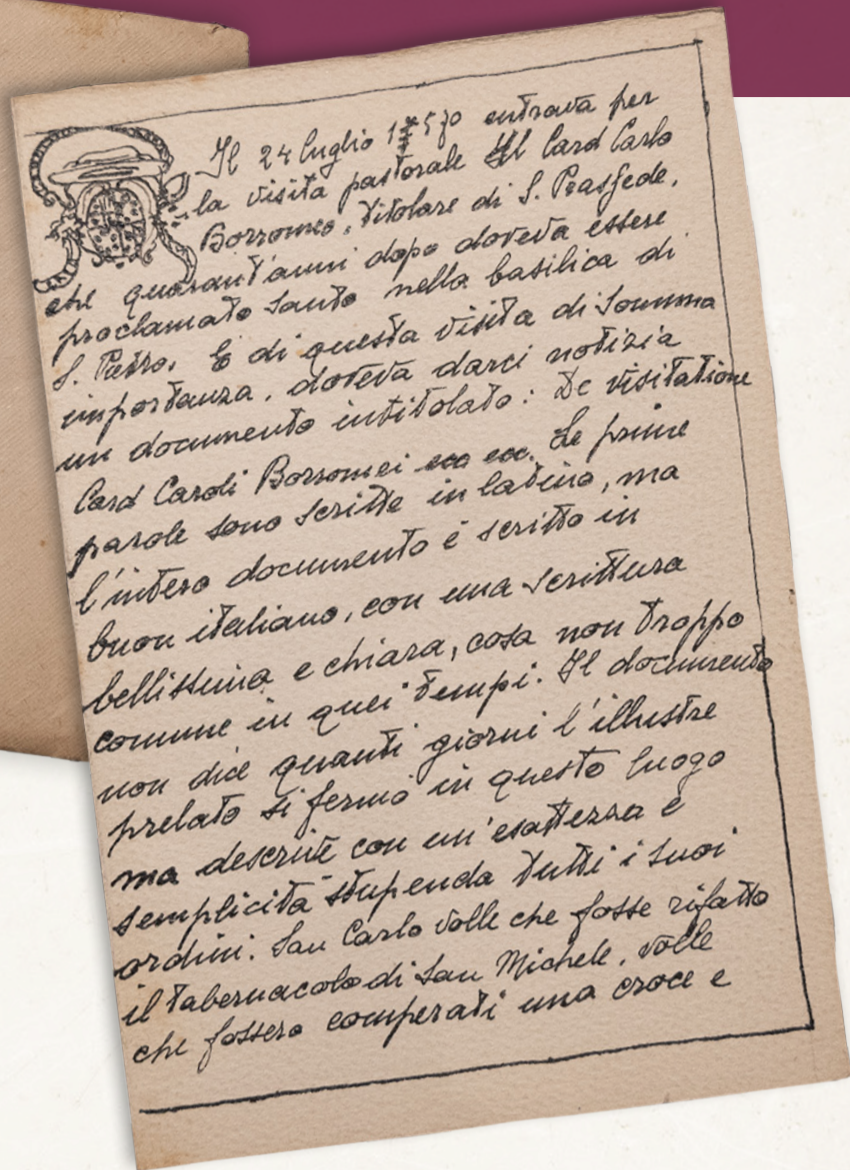 Il 24 luglio 1570 entrava per
la visita pastorale Il Card Carlo
Borromeo, titolare di S. Prassede,
che quarant'anni dopo doveva essere
proclamato Santo nella basilica di
S. Pietro. E di questa visita di Somma
importanza, doveva darci notizia
un documento intitolato: De visitatione
Card Caroli Borromei ecc ecc. Le prime
parole sono scritte in latino, ma
l'intero documento è scritto in
buon italiano, con una scrittura
bellissima e chiara, cosa non troppo
comune in quei tempi. Il documento
non dice quanti giorni l'illustre
prelato si fermò in questo luogo
ma descrive con un'esattezza e
semplicità stupenda tutti i suoi
ordini. San Carlo volle che fosse rifatto
il tabernacolo di San Michele, volle
che fossero comperati una croce e